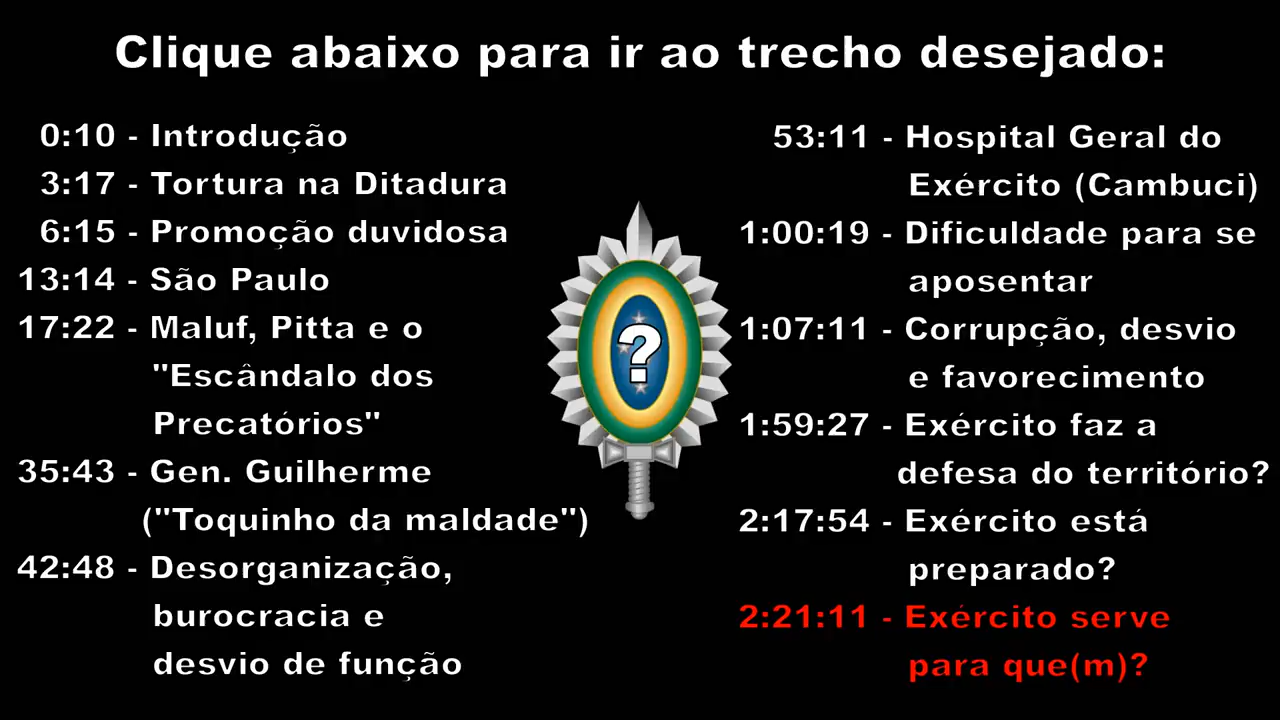 Clique abaixo para ir ao trecho desejado:
0:10 - Introdução
3:17 - Tortura na Ditadura
6:15 - Promoção duvidosa
13:14 - São Paulo
17:22 - Maluf, Pitta e o
"Escândalo dos
Precatórios"
35:43 - Gen. Guilherme
("Toquinho da maldade")
42:48 - Desorganização,
burocracia e
desvio de função
?
53:11 - Hospital Geral do
Exército (Cambuci)
1:00:19 - Dificuldade para se
aposentar
1:07:11 - Corrupção, desvio
e favorecimento
1:59:27 - Exército faz a
defesa do território?
2:17:54 - Exército está
preparado?
2:21:11 - Exército serve
para que(m)?